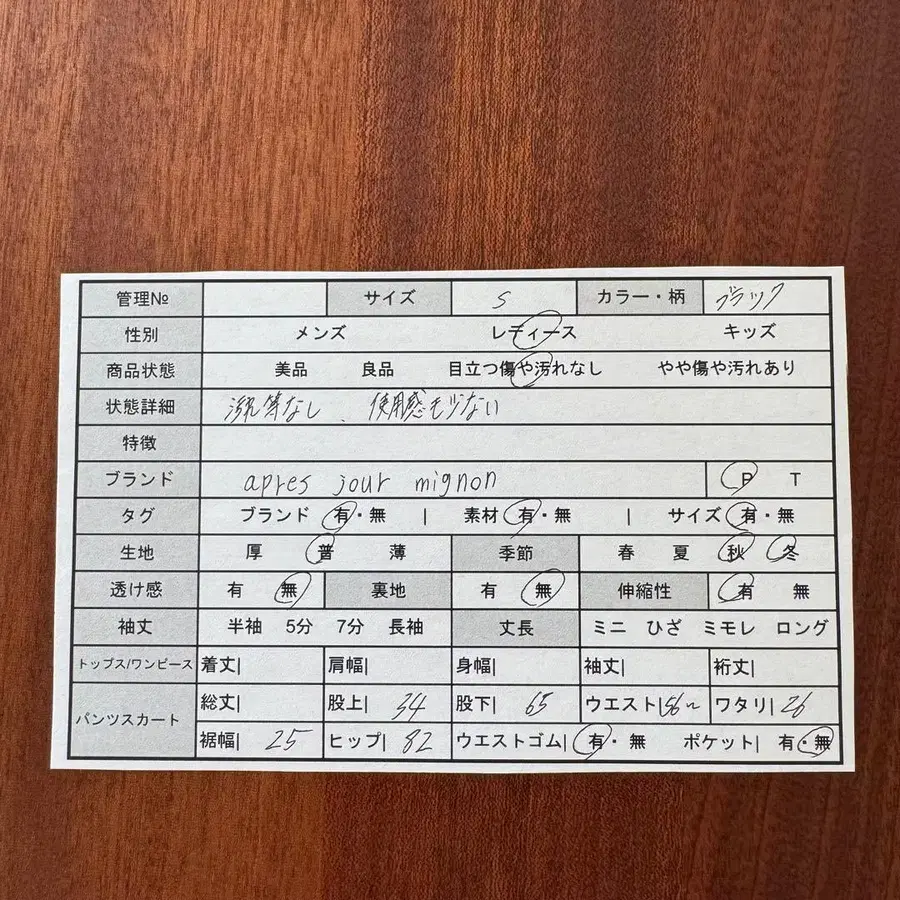 管理№ サイズ S カラー・柄 ブラック
性別 メンズ レディース キッズ
商品状態 美品 良品 目立つ傷や汚れなし やや傷や汚れあり
状態詳細 汚れ等なし、使用感も少ない
特徴
ブランド apres jour mignon P T
タグ ブランド 有・無 | 素材 有・無 | サイズ 有・無
生地 厚 普 薄 季節 春 夏 秋 冬
透け感 有 無 裏地 有 無 伸縮性 有 無
袖丈 半袖 5分 7分 長袖 丈長 ミニ ひざ ミモレ ロング
トップス/ワンピース 着丈| 肩幅| 身幅| 袖丈| 裄丈|
パンツスカート 総丈| 股上| 34 股下| 65 ウエスト| 56〜 ワタリ| 26
裾幅| 25 ヒップ| 82 ウエストゴム| 有・無 ポケット| 有・無